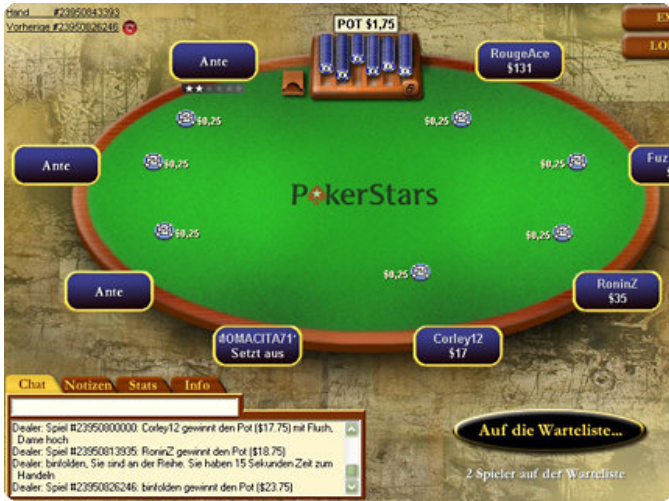 Hand #23950843393
Vorherige #23950826246
POT $1,75
Ante
RougeAce
$131
$0,25
$0,25
Ante
$0,25
$0,25
PokerStars
$0,25
$0,25
$0,25
Ante
RoninZ
$35
Setzt aus
Corley12
$17
Chat Notizen Stats Info
Dealer: Spiel #23950800000: Corley12 gewinnt den Pot ($17.75) mit Flush,
Dame hoch
Dealer: Spiel #23950813935: RoninZ gewinnt den Pot ($18.75)
Dealer: binfolden, Sie sind an der Reihe. Sie haben 15 Sekunden Zeit zum
Handeln
Dealer: Spiel #23950826246: binfolden gewinnt den Pot ($23.75)
Auf die Warteliste...
2 Spieler auf der Warteliste